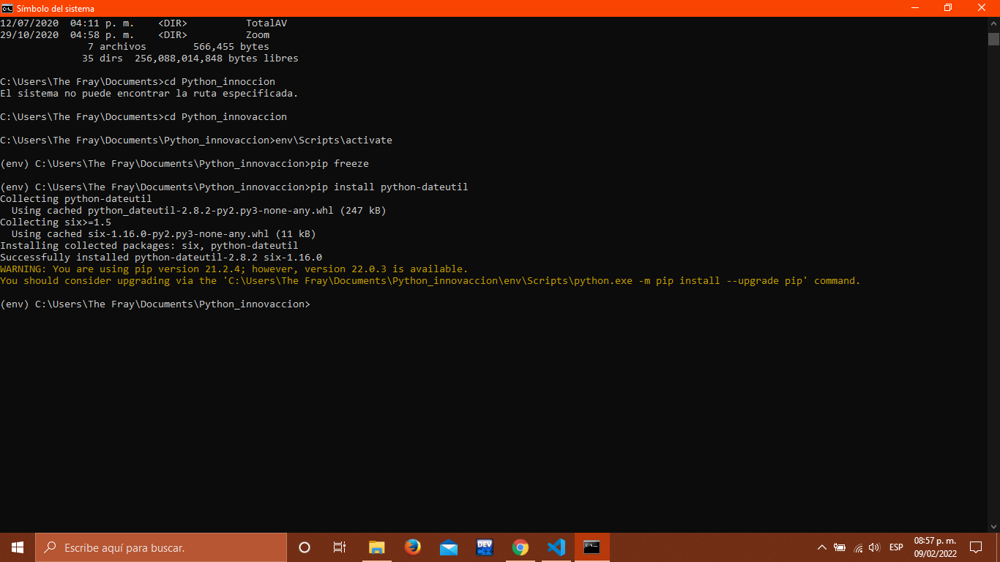 Símbolo del sistema
12/07/2020  04:11 p. m.    <DIR>          TotalAV
29/10/2020  04:58 p. m.    <DIR>          Zoom
               7 archivos        566,455 bytes
              35 dirs  256,088,014,848 bytes libres
C:\Users\The Fray\Documents>cd Python_innoccion
El sistema no puede encontrar la ruta especificada.
C:\Users\The Fray\Documents>cd Python_innovaccion
C:\Users\The Fray\Documents\Python_innovaccion>env\Scripts\activate
(env) C:\Users\The Fray\Documents\Python_innovaccion>pip freeze
(env) C:\Users\The Fray\Documents\Python_innovaccion>pip install python-dateutil
Collecting python-dateutil
  Using cached python_dateutil-2.8.2-py2.py3-none-any.whl (247 kB)
Collecting six>=1.5
  Using cached six-1.16.0-py2.py3-none-any.whl (11 kB)
Installing collected packages: six, python-dateutil
Successfully installed python-dateutil-2.8.2 six-1.16.0
WARNING: You are using pip version 21.2.4; however, version 22.0.3 is available.
You should consider upgrading via the 'C:\Users\The Fray\Documents\Python_innovaccion\env\Scripts\python.exe -m pip install --upgrade pip' command.
(env) C:\Users\The Fray\Documents\Python_innovaccion>
Escribe aquí para buscar.
DEV
ESP
08:57 p. m.
09/02/2022